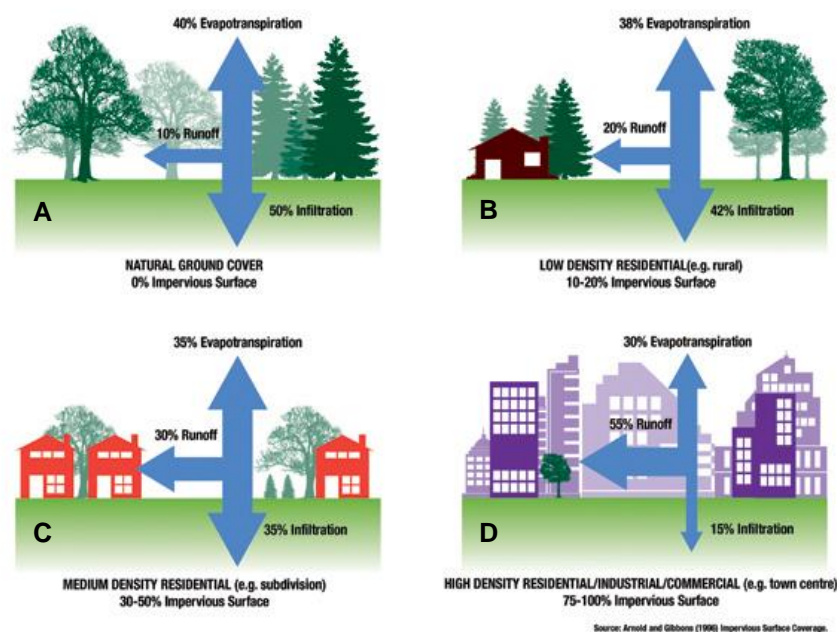 40% Evapotranspiration
10% Runoff
A
50% Infiltration
NATURAL GROUND COVER
0% Impervious Surface
38% Evapotranspiration
20% Runoff
B
42% Infiltration
LOW DENSITY RESIDENTIAL(e.g. rural)
10-20% Impervious Surface
35% Evapotranspiration
30% Runoff
C
35% Infiltration
MEDIUM DENSITY RESIDENTIAL (e.g. subdivision)
30-50% Impervious Surface
30% Evapotranspiration
55% Runoff
D
15% Infiltration
HIGH DENSITY RESIDENTIAL/INDUSTRIAL/COMMERCIAL (e.g. town centre)
75-100% Impervious Surface
Source: Arnold and Gibbons (1996) Impervious Surface Coverage.